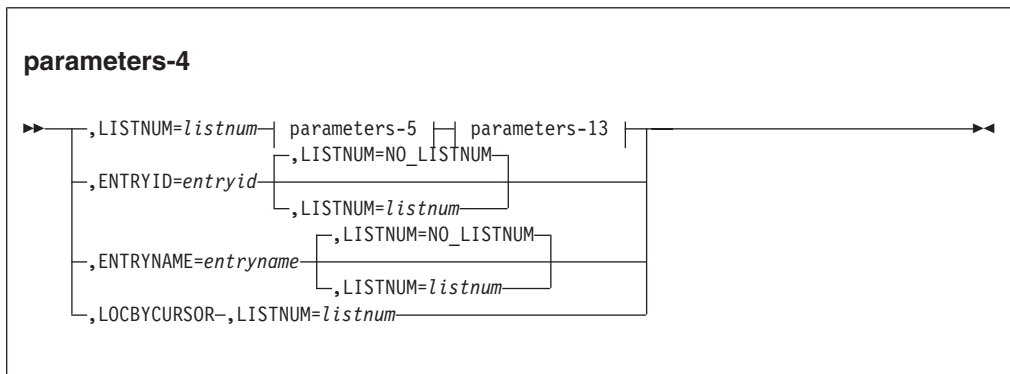 parameters-4
,LISTNUM=listnum parameters-5 parameters-13
,LISTNUM=NO_LISTNUM
,ENTRYID=entryid
,LISTNUM=listnum
,LISTNUM=NO_LISTNUM
,ENTRYNAME=entryname
,LISTNUM=listnum
,LOCBYCURSOR ,LISTNUM=listnum